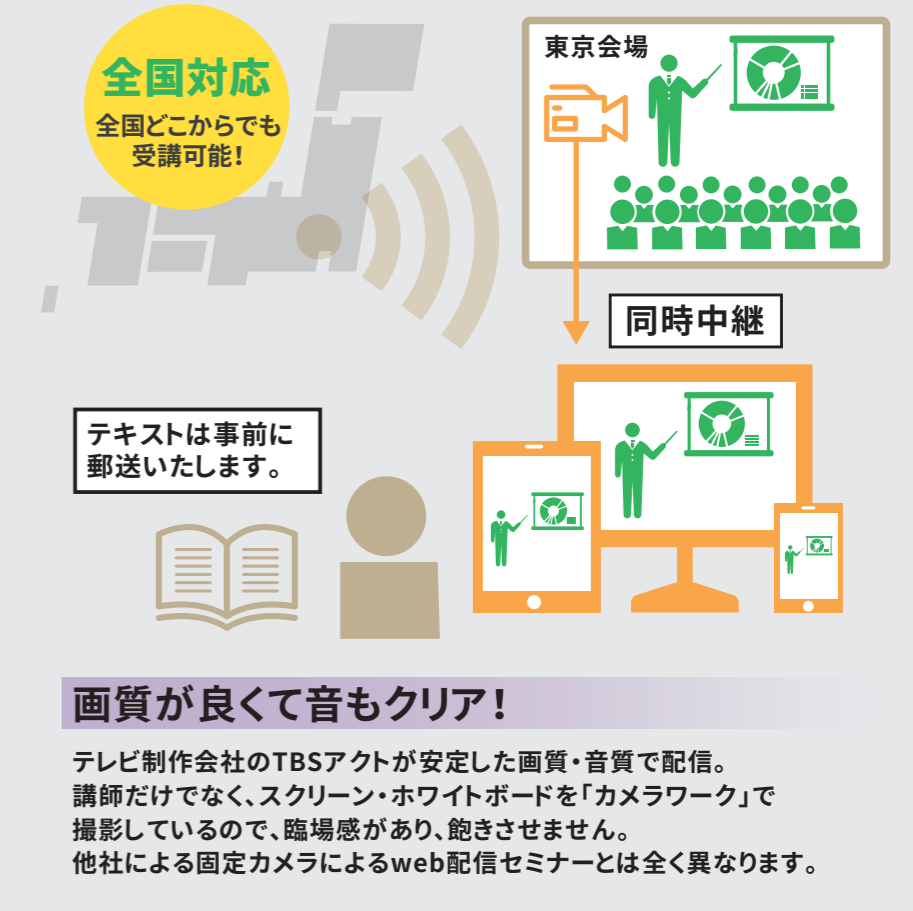 全国対応
全国どこからでも
受講可能！
東京会場
同時中継
テキストは事前に
郵送いたします。
画質が良くて音もクリア！
テレビ制作会社のTBSアクトが安定した画質・音質で配信。
講師だけでなく、スクリーン・ホワイトボードを「カメラワーク」で
撮影しているので、臨場感があり、飽きさせません。
他社による固定カメラによるweb配信セミナーとは全く異なります。